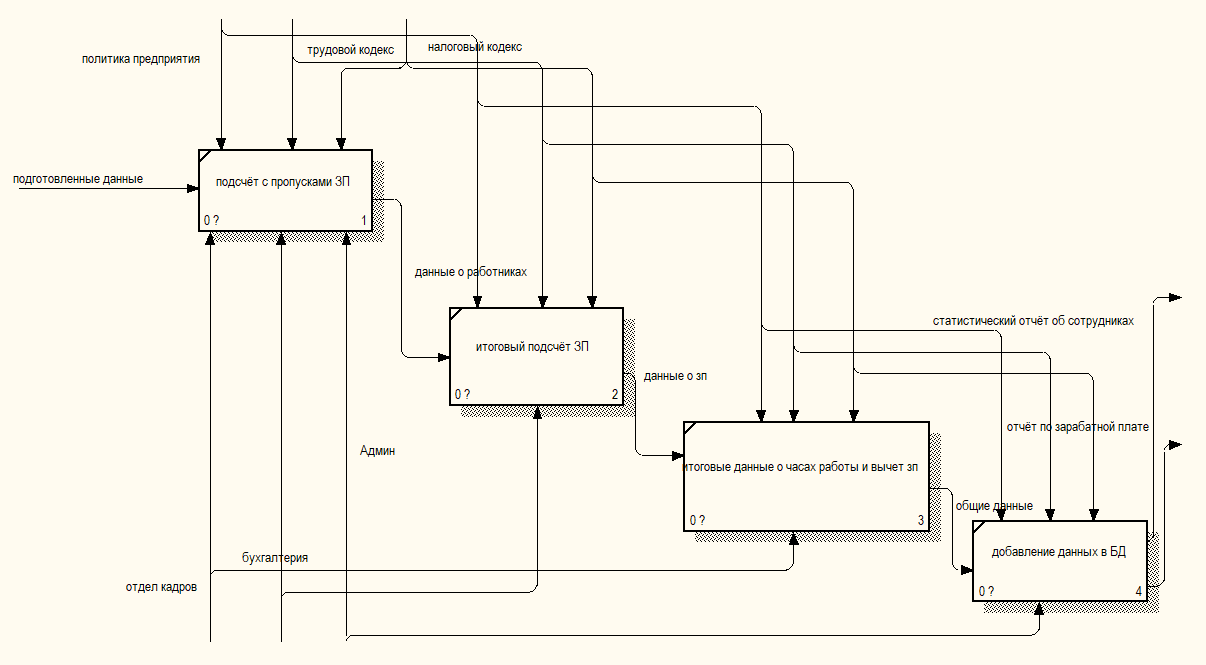 трудовой кодекс
налоговый кодекс
политика предприятия
подготовленные данные
подсчёт с пропусками ЗП
0 ?
1
данные о работниках
статистический отчёт об сотрудниках
итоговый подсчёт ЗП
0 ?
2
данные о зп
отчёт по зарабатной плате
Админ
итоговые данные о часах работы и вычет зп
0 ?
3
общие данные
добавление данных в БД
0 ?
4
бухгалтерия
отдел кадров